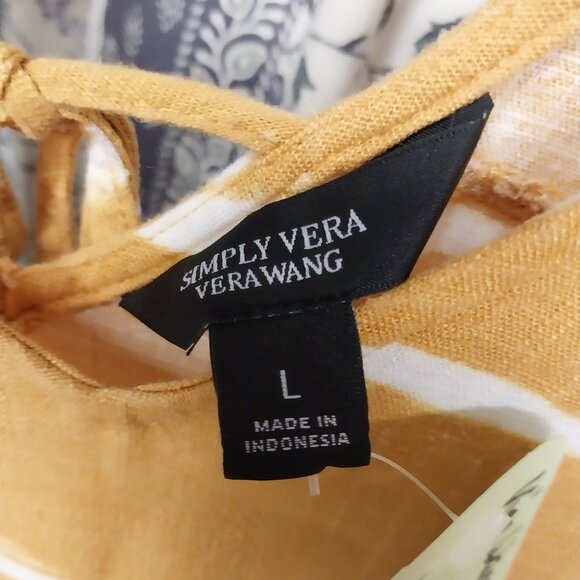 SIMPLY VERA
VERA WANG
L
MADE IN
INDONESIA